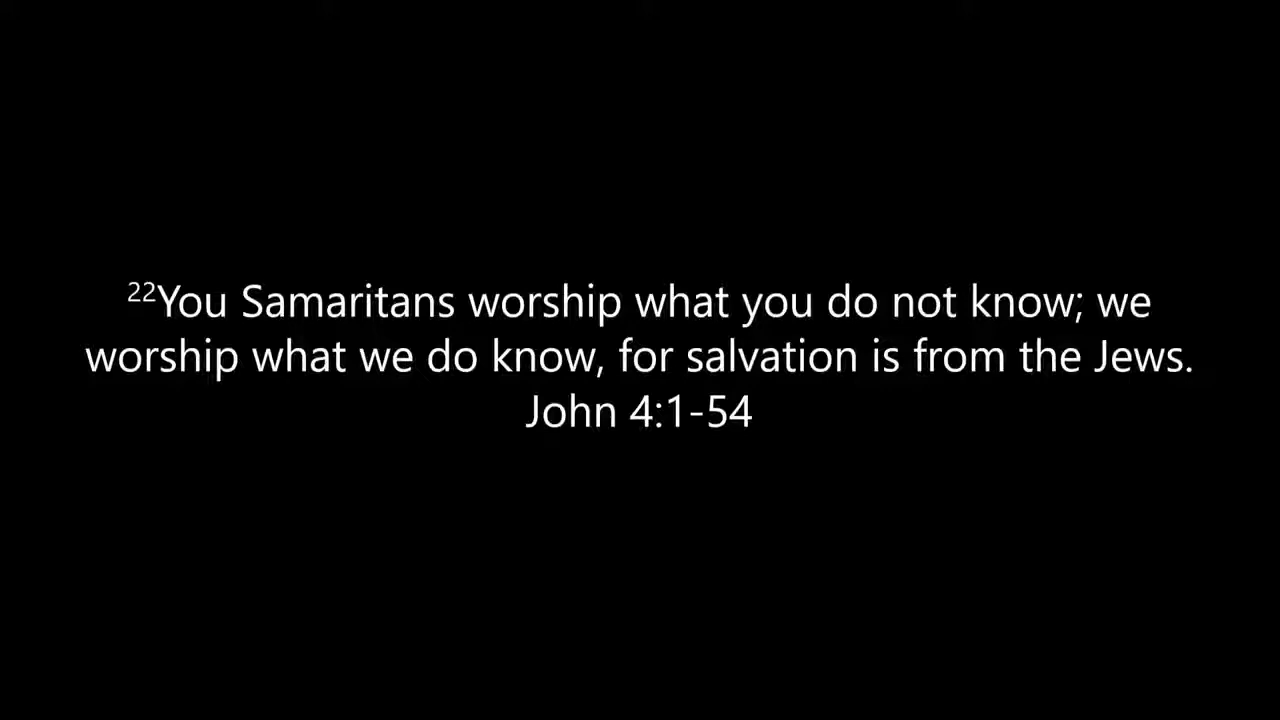 ²²You Samaritans worship what you do not know; we
worship what we do know, for salvation is from the Jews.
John 4:1-54